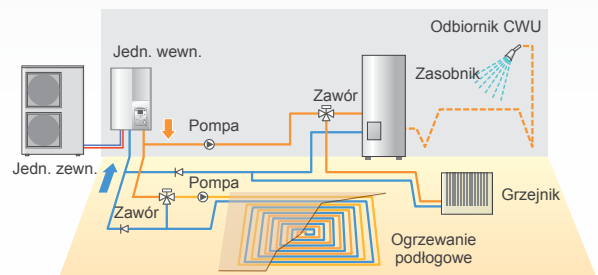 Odbiornik CWU
Jedn. wewn.
Zasobnik
Zawór
Pompa
Jedn. zewn.
Pompa
Grzejnik
Zawór
Ogrzewanie
podłogowe